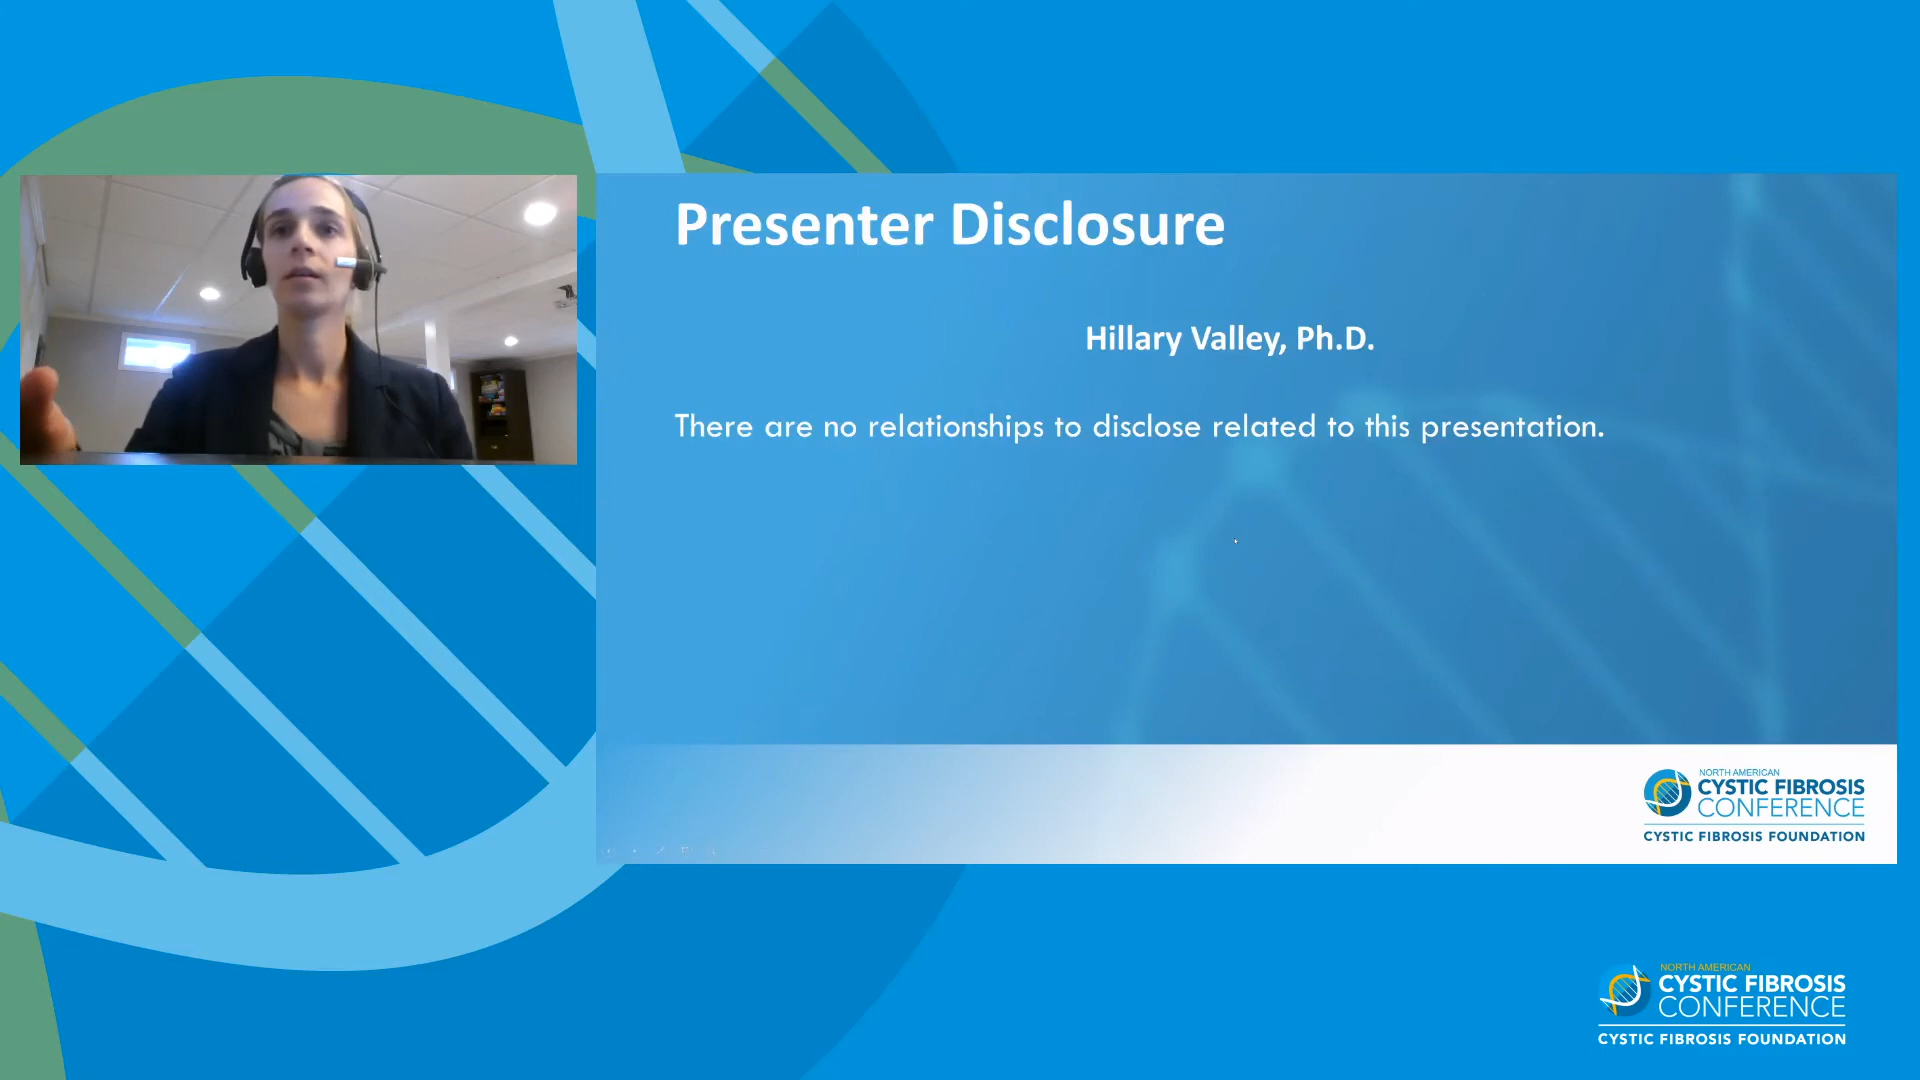 Presenter Disclosure
Hillary Valley, Ph.D.
There are no relationships to disclose related to this presentation.
NORTH AMERICAN
CYSTIC FIBROSIS
CONFERENCE
CYSTIC FIBROSIS FOUNDATION
NORTH AMERICAN
CYSTIC FIBROSIS
CONFERENCE
CYSTIC FIBROSIS FOUNDATION